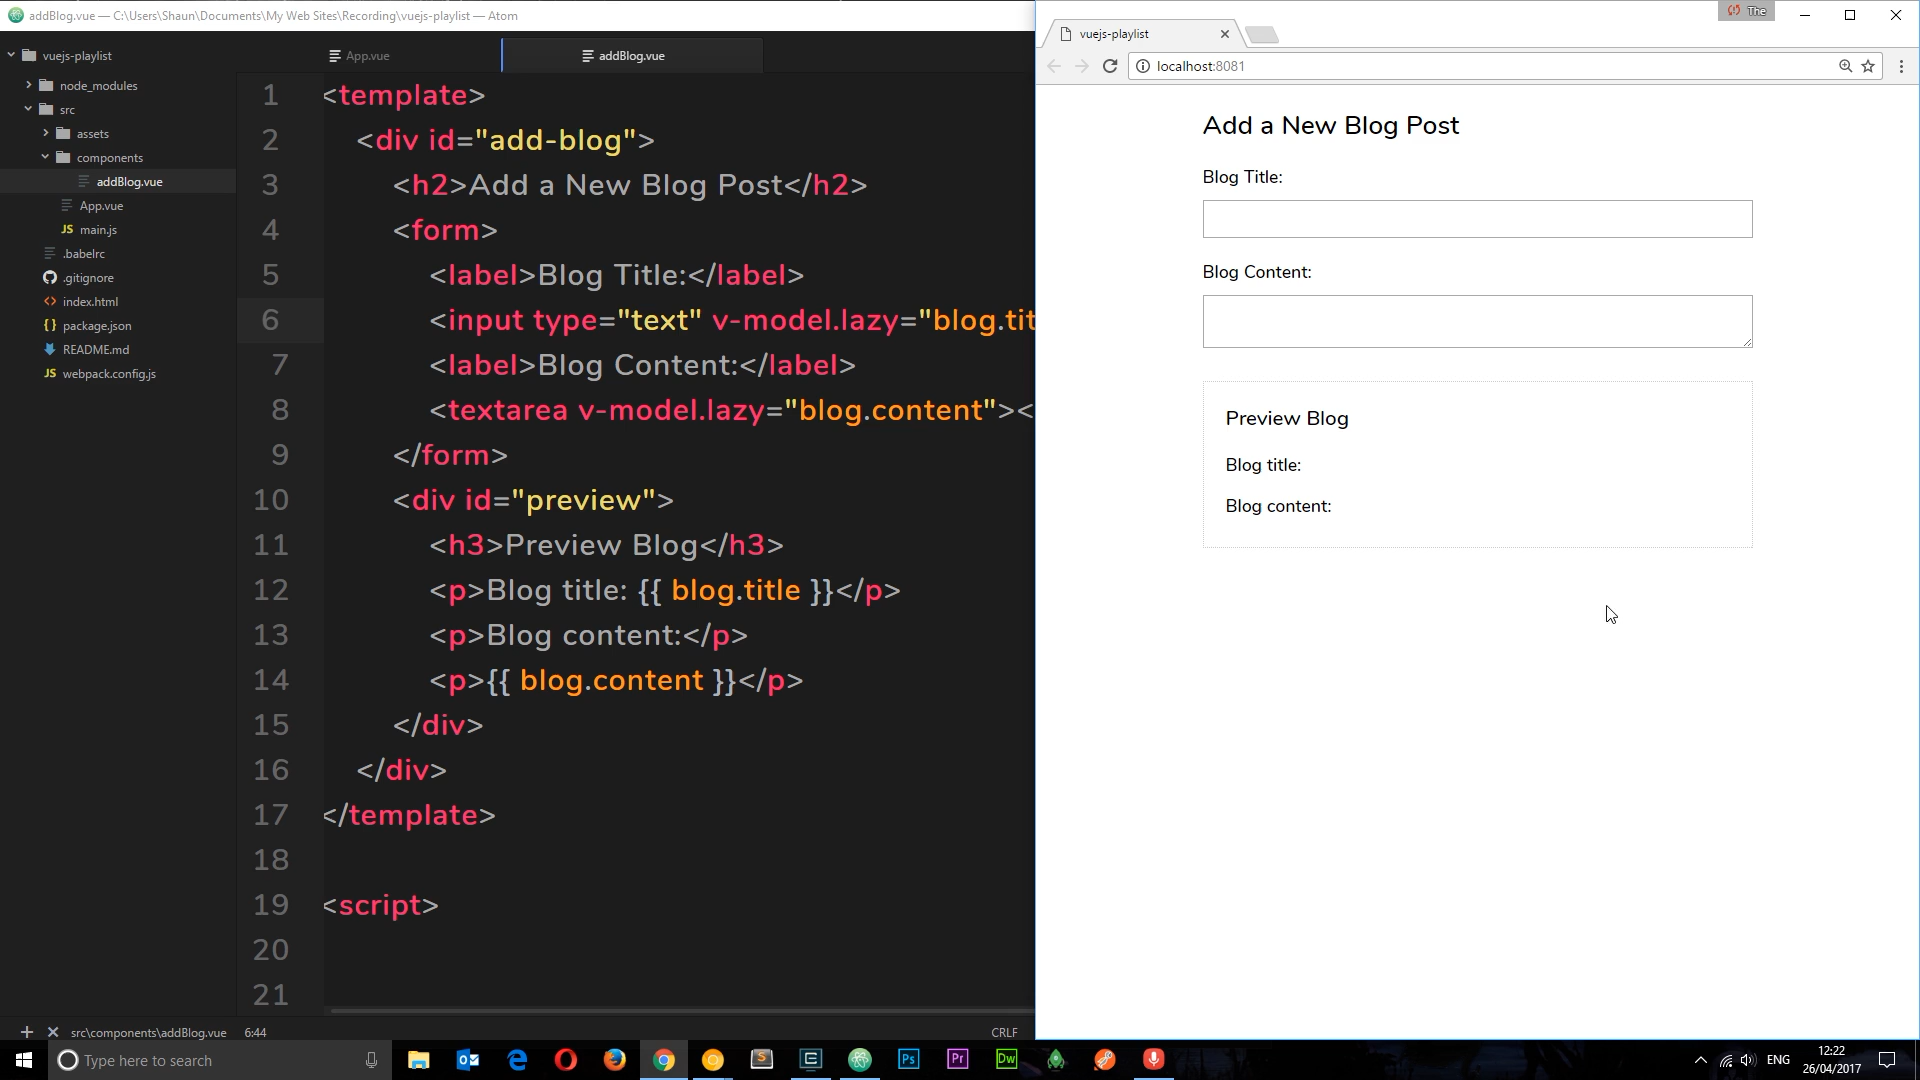 addBlog.vue — C:\Users\Shaun\Documents\My Web Sites\Recording\vuejs-playlist — Atom
The
vuejs-playlist
App.vue
addBlog.vue
vuejs-playlist
localhost:8081
node_modules
src
assets
components
addBlog.vue
App.vue
JS main.js
.babelrc
.gitignore
<> index.html
{} package.json
README.md
JS webpack.config.js
1 <template>
2 <div id="add-blog">
3 <h2>Add a New Blog Post</h2>
4 <form>
5 <label>Blog Title:</label>
6 <input type="text" v-model.lazy="blog.tit
7 <label>Blog Content:</label>
8 <textarea v-model.lazy="blog.content"><
9 </form>
10 <div id="preview">
11 <h3>Preview Blog</h3>
12 <p>Blog title: {{ blog.title }}</p>
13 <p>Blog content:</p>
14 <p>{{ blog.content }}</p>
15 </div>
16 </div>
17 </template>
18
19 <script>
20
21
Add a New Blog Post
Blog Title:
Blog Content:
Preview Blog
Blog title:
Blog content:
src\components\addBlog.vue 6:44
CRLF
Type here to search
Ps
Pr
Dw
ENG
12:22
26/04/2017